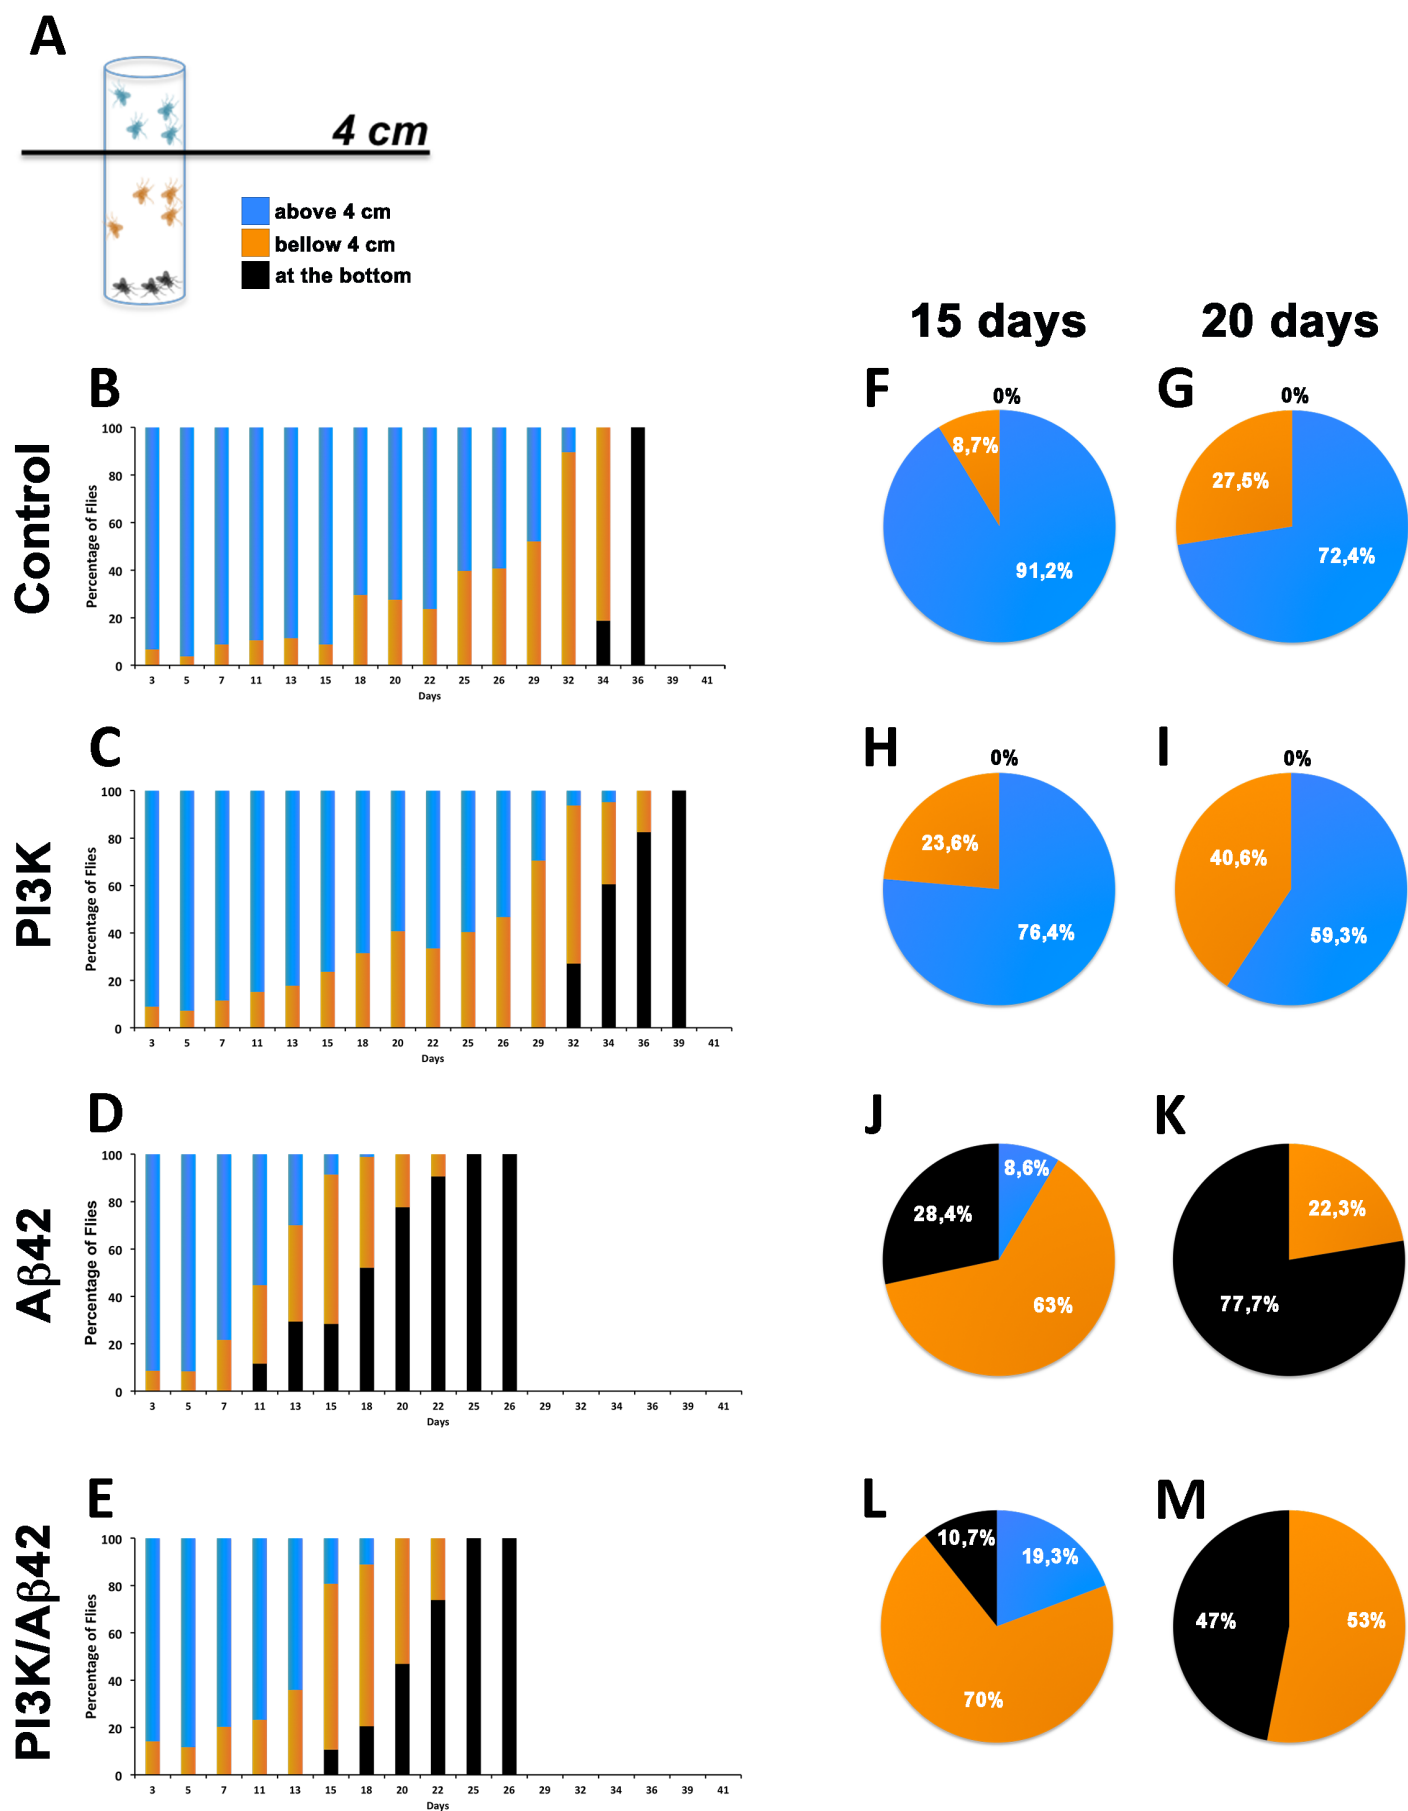 A
4 cm
above 4 cm
bellow 4 cm
at the bottom
15 days
20 days
Control
B
Percentage of Flies
100
80
60
40
20
0
3 5 7 11 13 15 18 20 22 25 26 29 32 34 36 39 41
Days
F
0%
8,7%
91,2%
G
0%
27,5%
72,4%
PI3K
C
Percentage of Flies
100
80
60
40
20
0
3 5 7 11 13 15 18 20 22 25 26 29 32 34 36 39 41
Days
H
0%
23,6%
76,4%
I
0%
40,6%
59,3%
Aβ42
D
Percentage of Flies
100
80
60
40
20
0
3 5 7 11 13 15 18 20 22 25 26 29 32 34 36 39 41
Days
J
8,6%
28,4%
63%
K
22,3%
77,7%
PI3K/Aβ42
E
Percentage of Flies
100
80
60
40
20
0
3 5 7 11 13 15 18 20 22 25 26 29 32 34 36 39 41
Days
L
10,7%
19,3%
70%
M
47%
53%